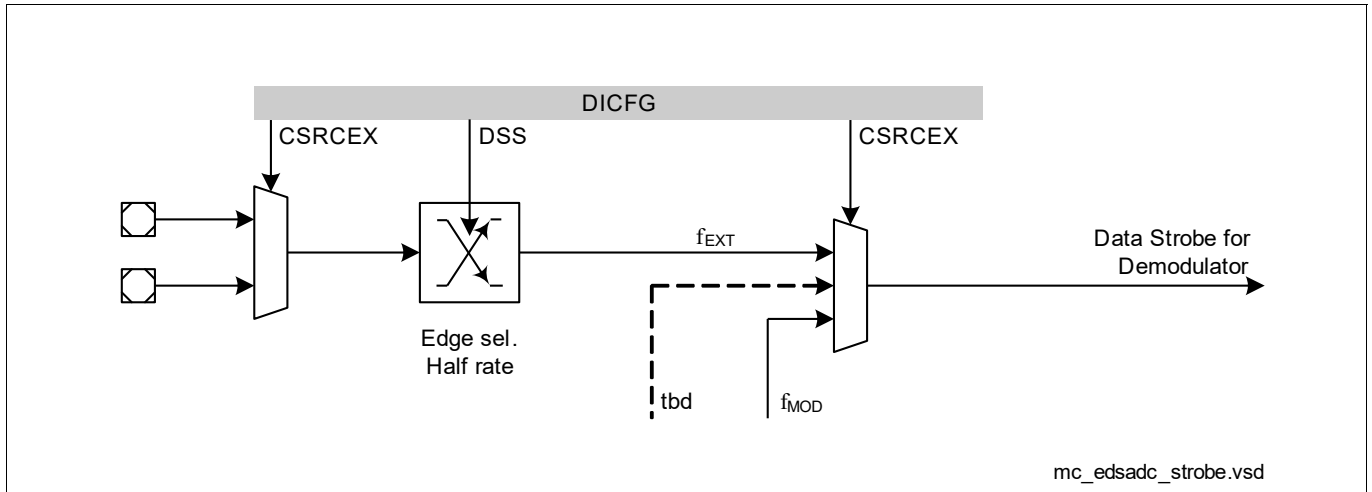 DICFG
CSRCEX
DSS
CSRCEX
fEXT
Data Strobe for
Demodulator
Edge sel.
Half rate
tbd
fMOD
mc_edsadc_strobe.vsd